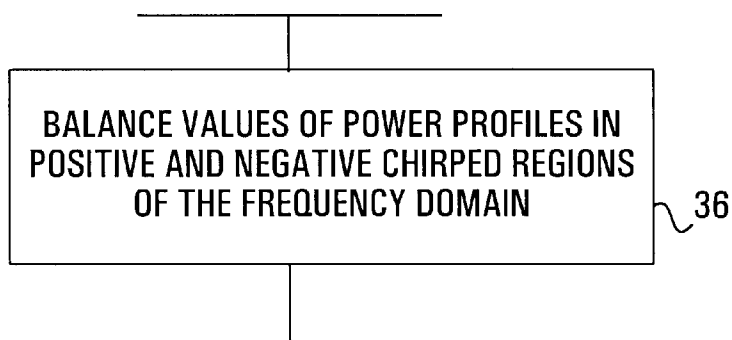 BALANCE VALUES OF POWER PROFILES IN
POSITIVE AND NEGATIVE CHIRPED REGIONS
OF THE FREQUENCY DOMAIN
36